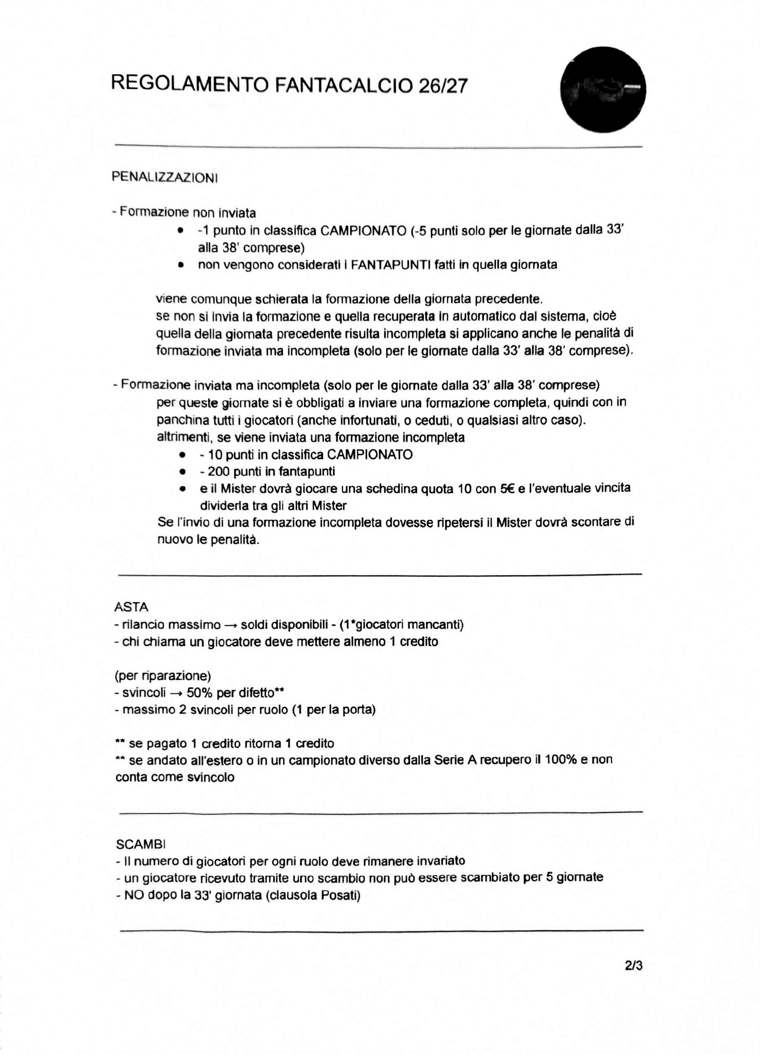 REGOLAMENTO FANTACALCIO 26/27
PENALIZZAZIONI
- Formazione non inviata
● -1 punto in classifica CAMPIONATO (-5 punti solo per le giornate dalla 33'
alla 38' comprese)
● non vengono considerati i FANTAPUNTI fatti in quella giornata
viene comunque schierata la formazione della giornata precedente.
se non si invia la formazione e quella recuperata in automatico dal sistema, cioè
quella della giornata precedente risulta incompleta si applicano anche le penalità di
formazione inviata ma incompleta (solo per le giornate dalla 33' alla 38' comprese).
- Formazione inviata ma incompleta (solo per le giornate dalla 33' alla 38' comprese)
per queste giornate si è obbligati a inviare una formazione completa, quindi con in
panchina tutti i giocatori (anche infortunati, o ceduti, o qualsiasi altro caso).
altrimenti, se viene inviata una formazione incompleta
● - 10 punti in classifica CAMPIONATO
● - 200 punti in fantapunti
● e il Mister dovrà giocare una schedina quota 10 con 5€ e l'eventuale vincita
dividerla tra gli altri Mister
Se l'invio di una formazione incompleta dovesse ripetersi il Mister dovrà scontare di
nuovo le penalità.
ASTA
- rilancio massimo → soldi disponibili - (1*giocatori mancanti)
- chi chiama un giocatore deve mettere almeno 1 credito
(per riparazione)
- svincoli → 50% per difetto**
- massimo 2 svincoli per ruolo (1 per la porta)
** se pagato 1 credito ritorna 1 credito
** se andato all'estero o in un campionato diverso dalla Serie A recupero il 100% e non
conta come svincolo
SCAMBI
- Il numero di giocatori per ogni ruolo deve rimanere invariato
- un giocatore ricevuto tramite uno scambio non può essere scambiato per 5 giornate
- NO dopo la 33' giornata (clausola Posati)
2/3